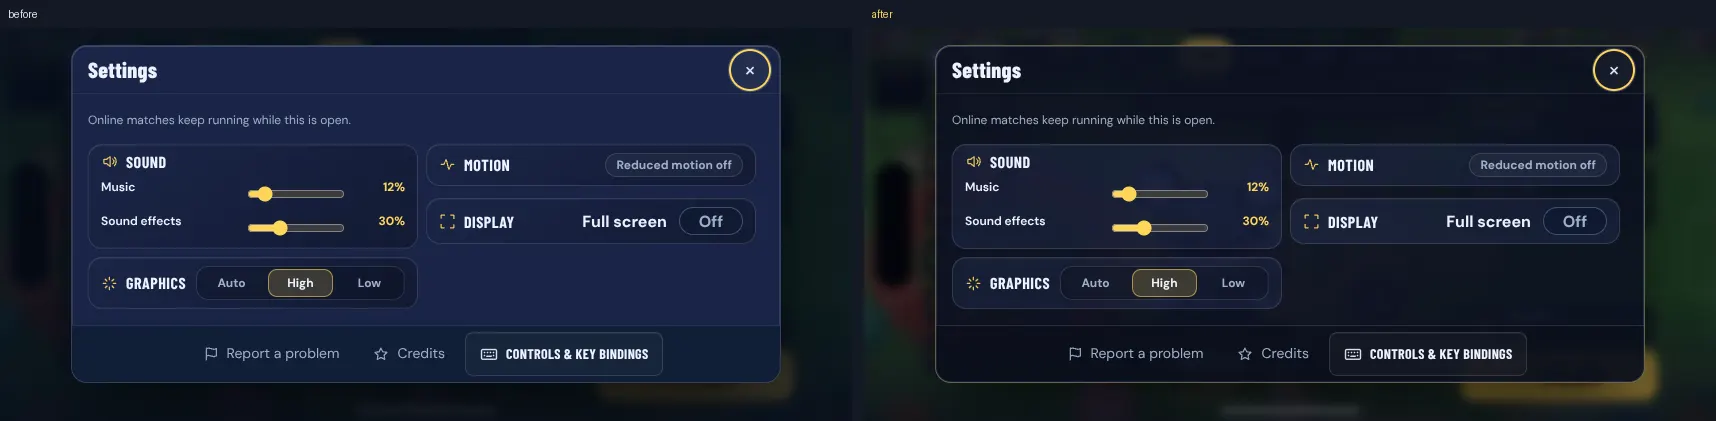 before
Settings
×
Online matches keep running while this is open.
SOUND
Music 12%
Sound effects 30%
MOTION Reduced motion off
DISPLAY Full screen Off
GRAPHICS Auto High Low
Report a problem Credits CONTROLS & KEY BINDINGS
after
Settings
×
Online matches keep running while this is open.
SOUND
Music 12%
Sound effects 30%
MOTION Reduced motion off
DISPLAY Full screen Off
GRAPHICS Auto High Low
Report a problem Credits CONTROLS & KEY BINDINGS